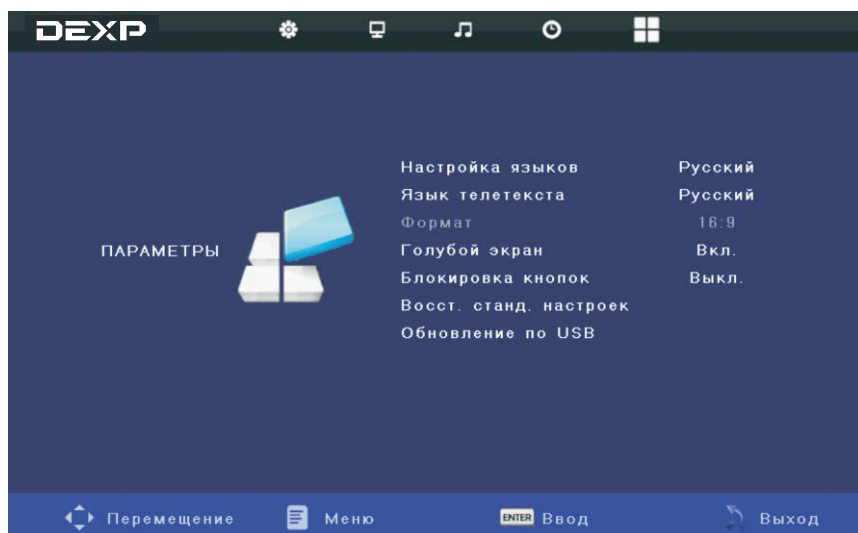 DEXP
Настройка языков Русский
Язык телетекста Русский
Формат 16:9
Голубой экран Вкл.
ПАРАМЕТРЫ
Блокировка кнопок Выкл.
Восст. станд. настроек
Обновление по USB
Перемещение Меню ENTER Ввод Выход